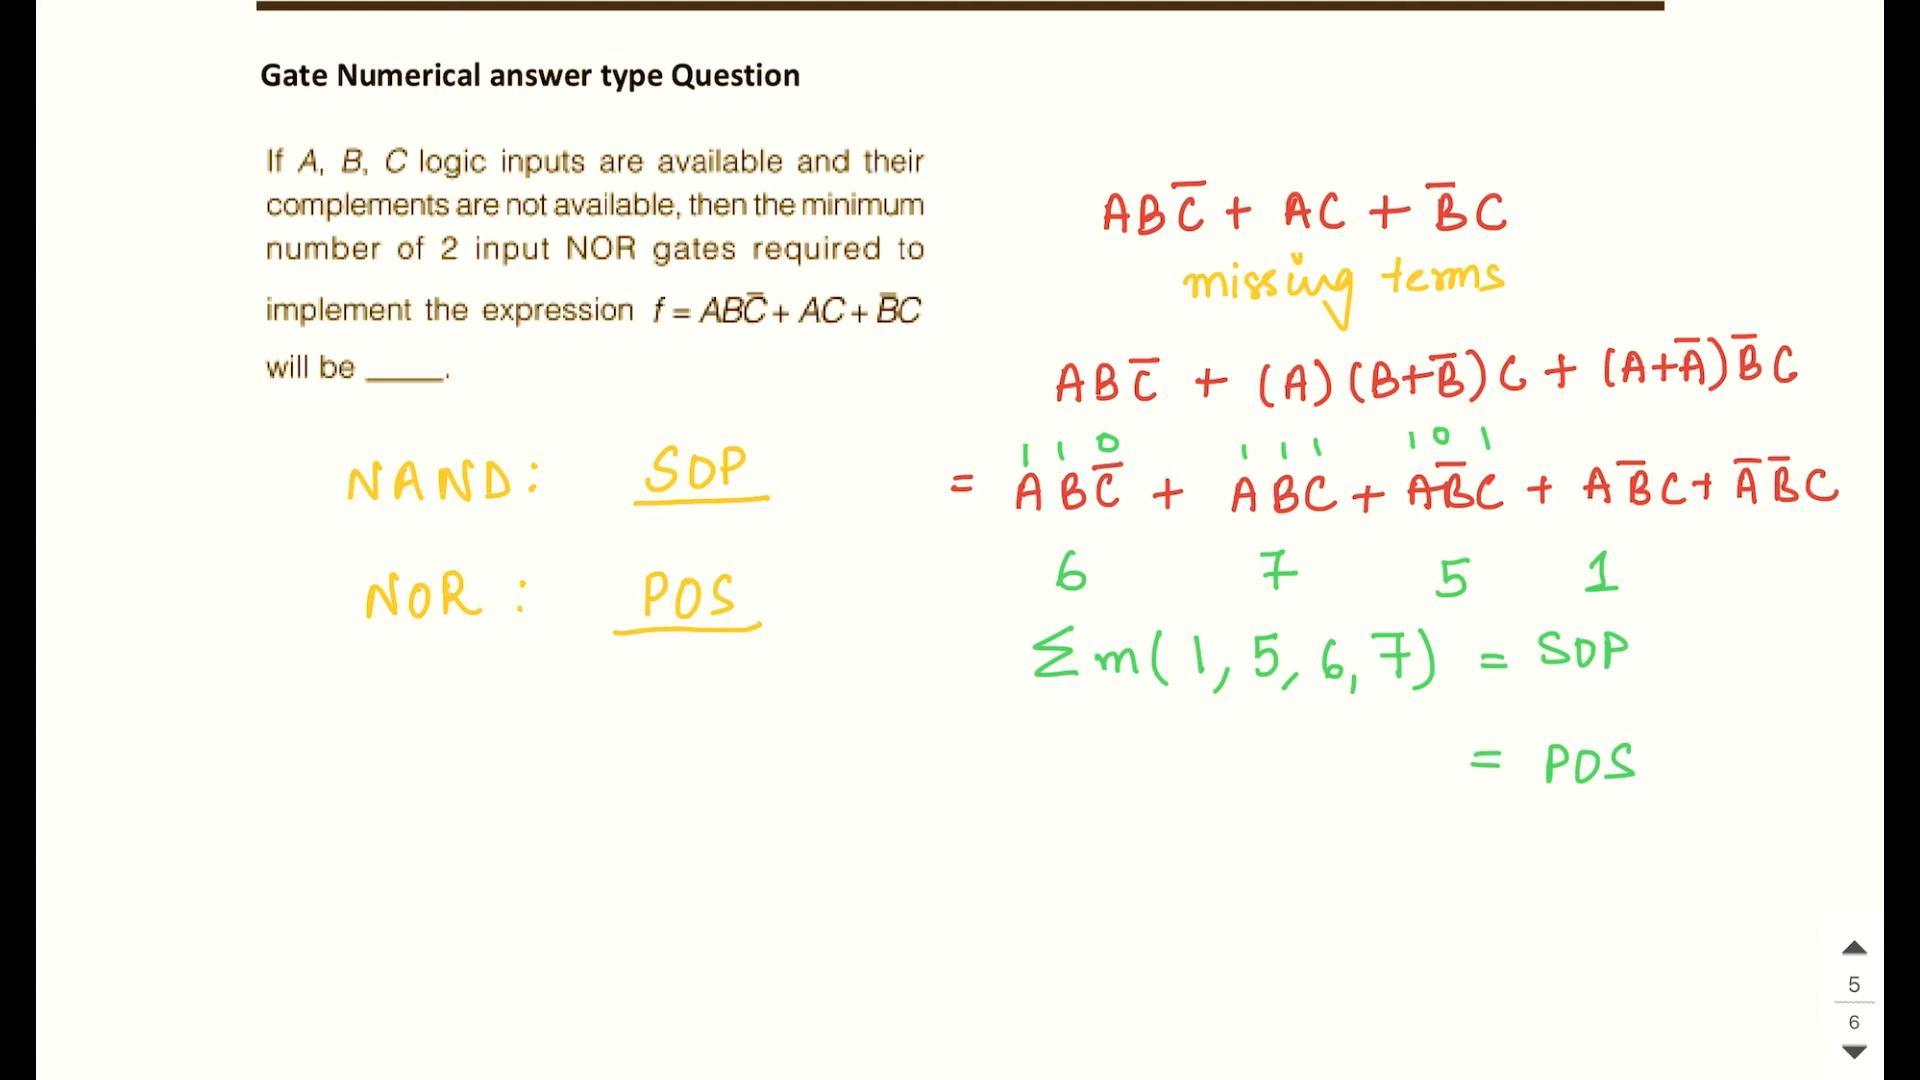 Gate Numerical answer type Question
If A, B, C logic inputs are available and their
complements are not available, then the minimum
number of 2 input NOR gates required to
implement the expression f = ABC̅ + AC + B̅C
will be _____.
NAND : SOP
NOR : POS
ABC̅ + AC + B̅C
missing terms
ABC̅ + (A)(B+B̅)C + (A+A̅)B̅C
1 1 0 1 1 1 1 0 1
= ABC̅ + ABC + AB̅C + AB̅C + A̅B̅C
6 7 5 1
Σm(1, 5, 6, 7) = SOP
= POS
5
6